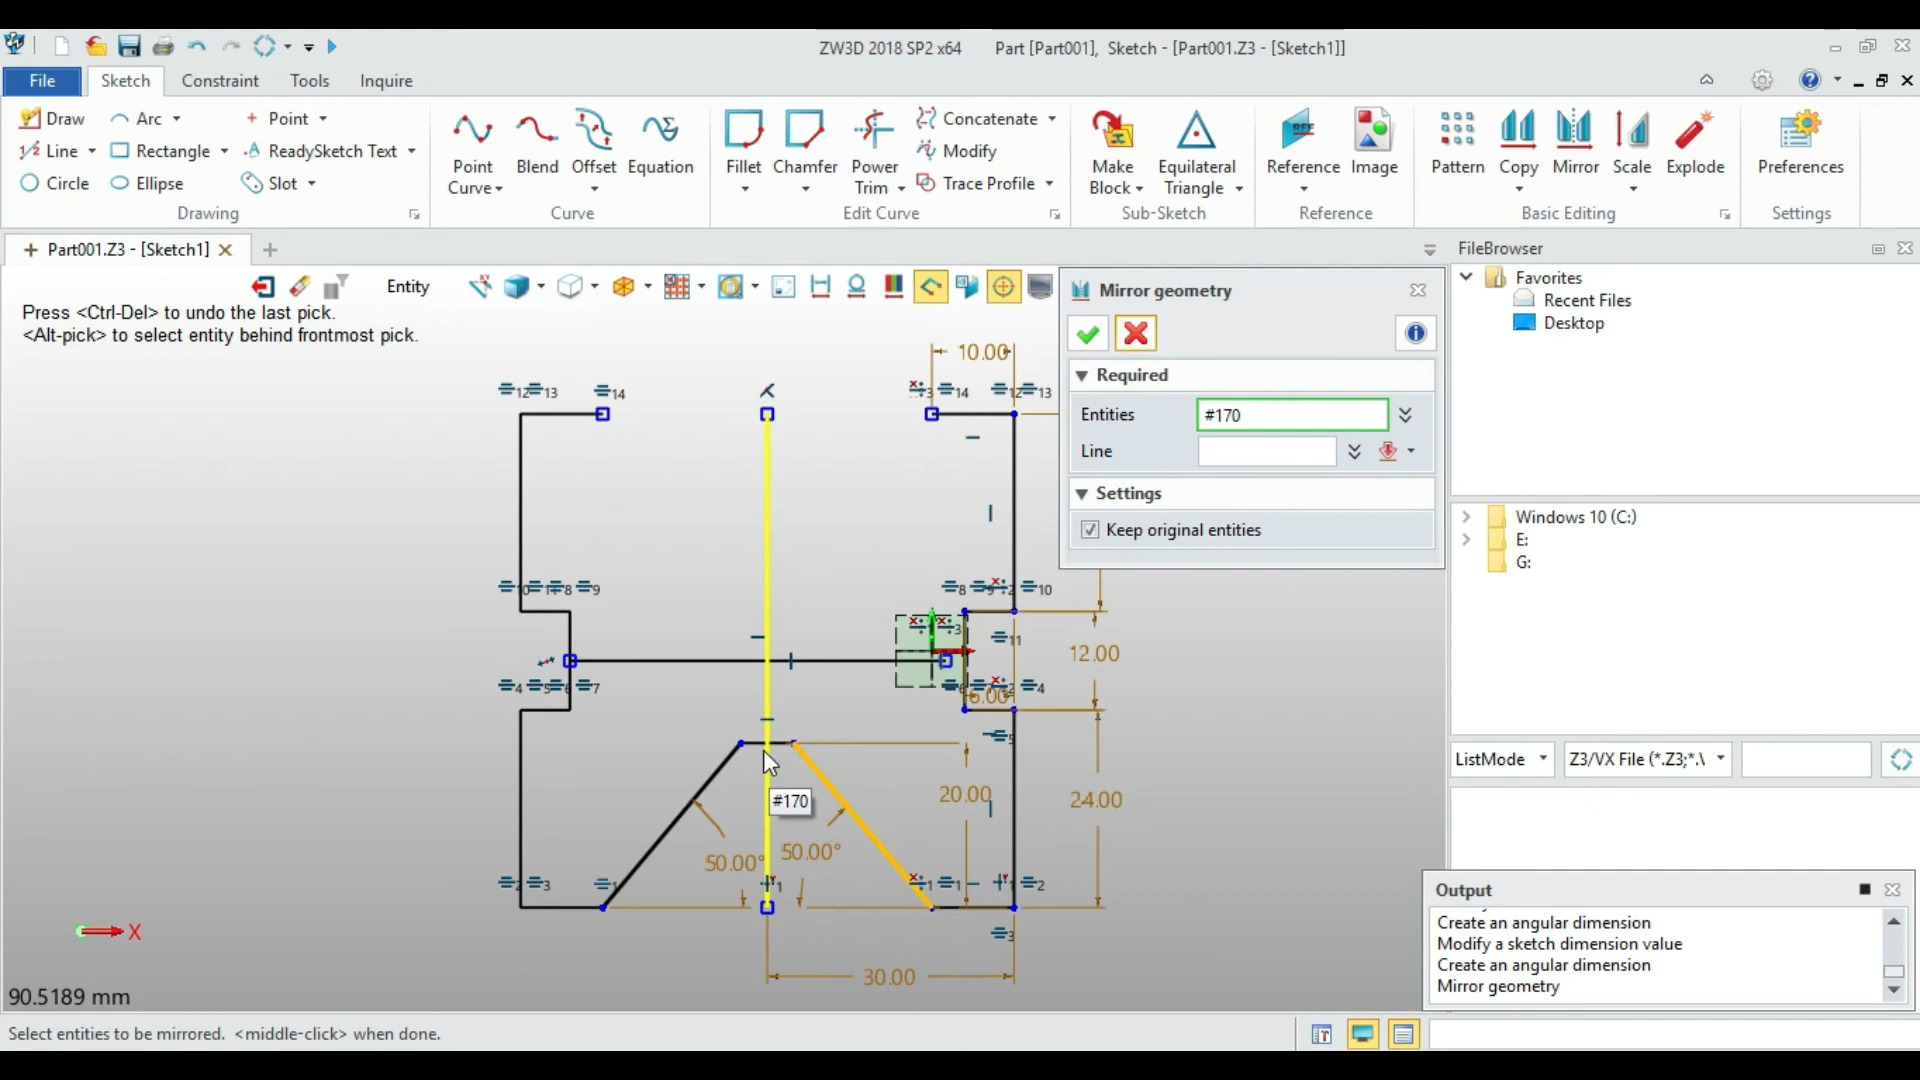 ZW3D 2018 SP2 x64 Part [Part001], Sketch - [Part001.Z3 - [Sketch1]]
File Sketch Constraint Tools Inquire
Draw Arc Point
Line Rectangle ReadySketch Text
Circle Ellipse Slot
Drawing
Point Curve Blend Offset Equation
Curve
Fillet Chamfer Power Trim Concatenate
Modify
Trace Profile
Edit Curve
Make Block Equilateral Triangle
Sub-Sketch
Reference Image
Reference
Pattern Copy Mirror Scale Explode
Basic Editing
Preferences
Settings
Part001.Z3 - [Sketch1]
Entity
Press <Ctrl-Del> to undo the last pick.
<Alt-pick> to select entity behind frontmost pick.
Mirror geometry
Required
Entities #170
Line
Settings
Keep original entities
10.00
12.00
6.00
20.00
24.00
50.00°
50.00°
30.00
#170
X
90.5189 mm
Select entities to be mirrored. <middle-click> when done.
FileBrowser
Favorites
Recent Files
Desktop
Windows 10 (C:)
E:
G:
ListMode Z3/VX File (*.Z3;*.\
Output
Create an angular dimension
Modify a sketch dimension value
Create an angular dimension
Mirror geometry